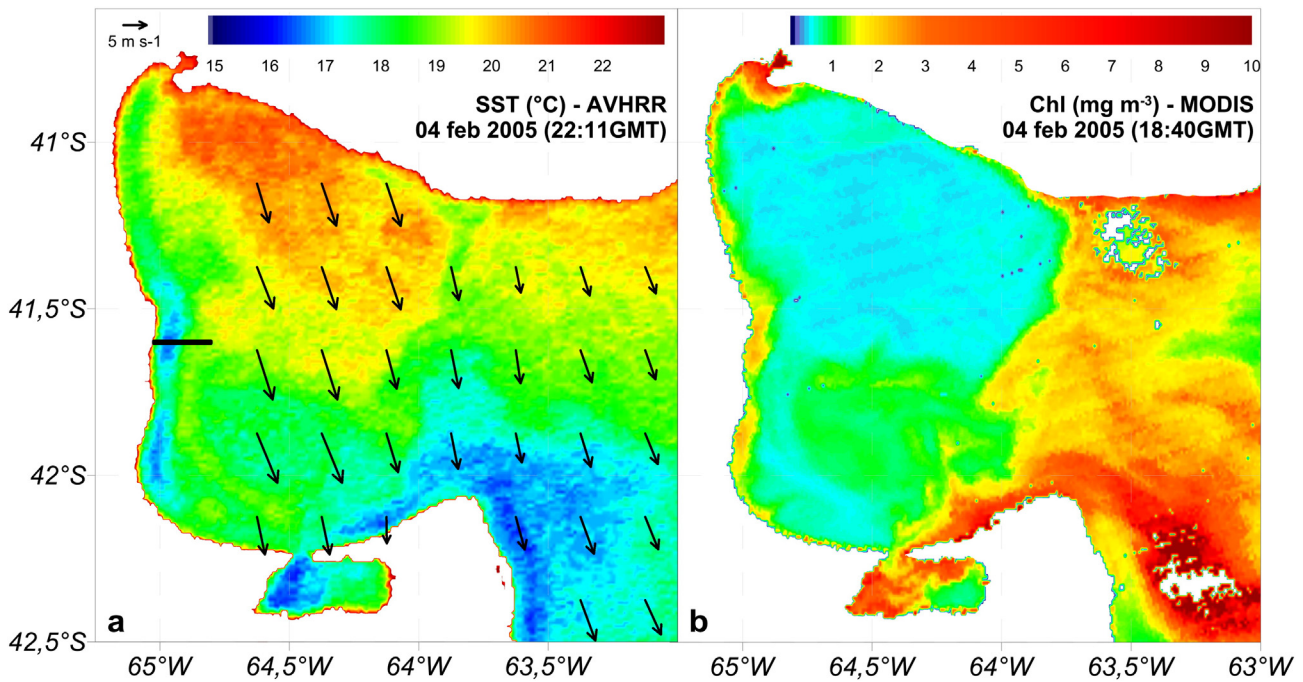 5 m s-1
15 16 17 18 19 20 21 22
SST (°C) - AVHRR
04 feb 2005 (22:11GMT)
1 2 3 4 5 6 7 8 9 10
Chl (mg m-3) - MODIS
04 feb 2005 (18:40GMT)
41°S
41,5°S
42°S
42,5°S
a
b
65°W 64,5°W 64°W 63,5°W
65°W 64,5°W 64°W 63,5°W 63°W